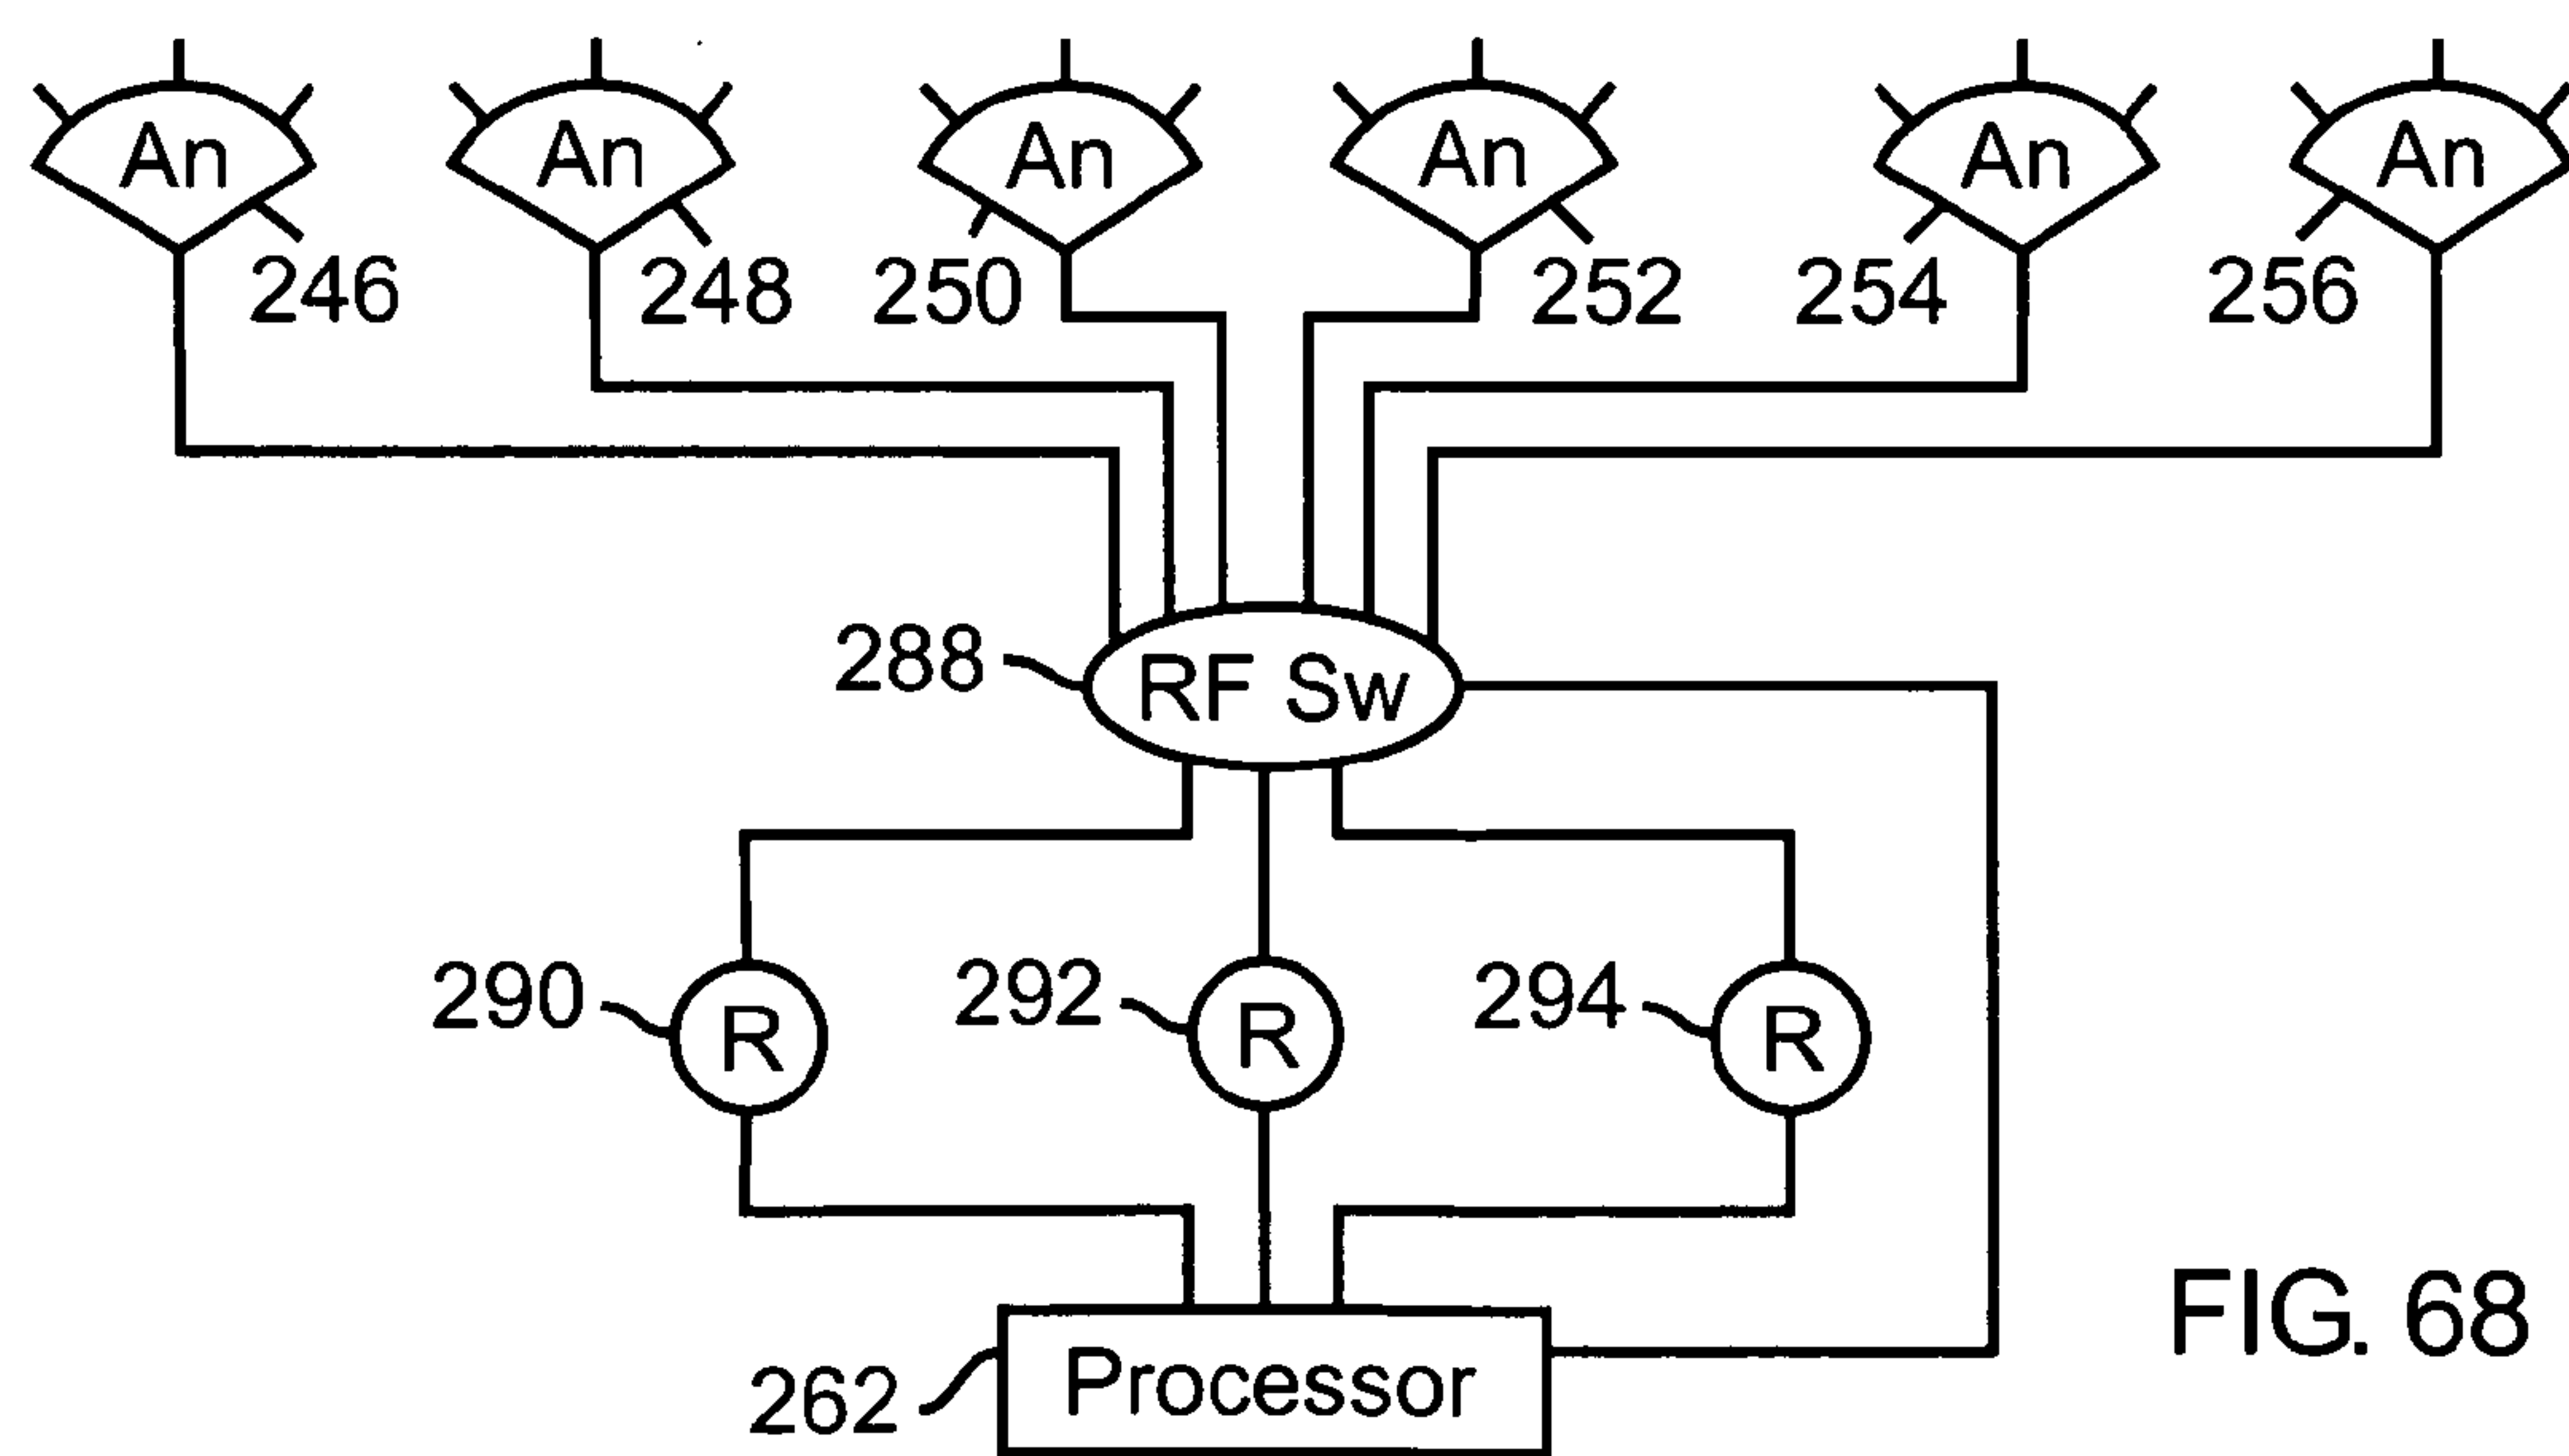 An An An An An An
246 248 250 252 254 256
288 RF Sw
290 R 292 R 294 R
262 Processor
FIG. 68